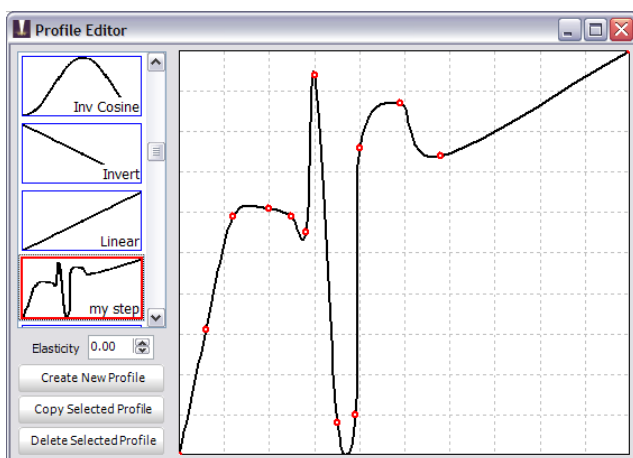 Profile Editor
Inv Cosine
Invert
Linear
my step
Elasticity 0.00
Create New Profile
Copy Selected Profile
Delete Selected Profile